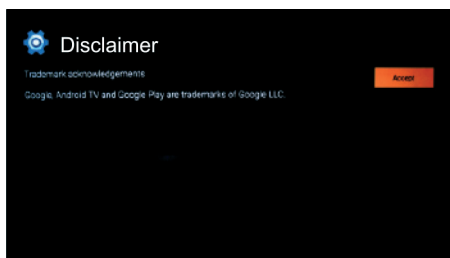 Disclaimer
Trademark acknowledgements
Accept
Google, Android TV and Google Play are trademarks of Google LLC.